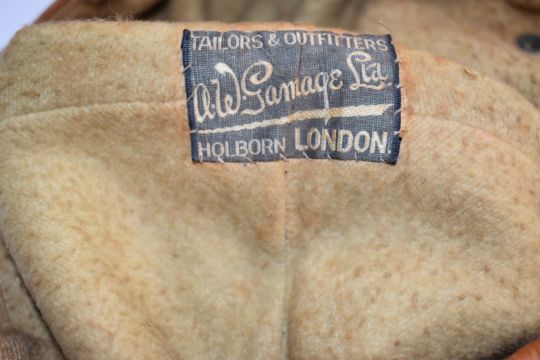 TAILORS & OUTFITTERS
A.W. Gamage Ltd.
HOLBORN LONDON.